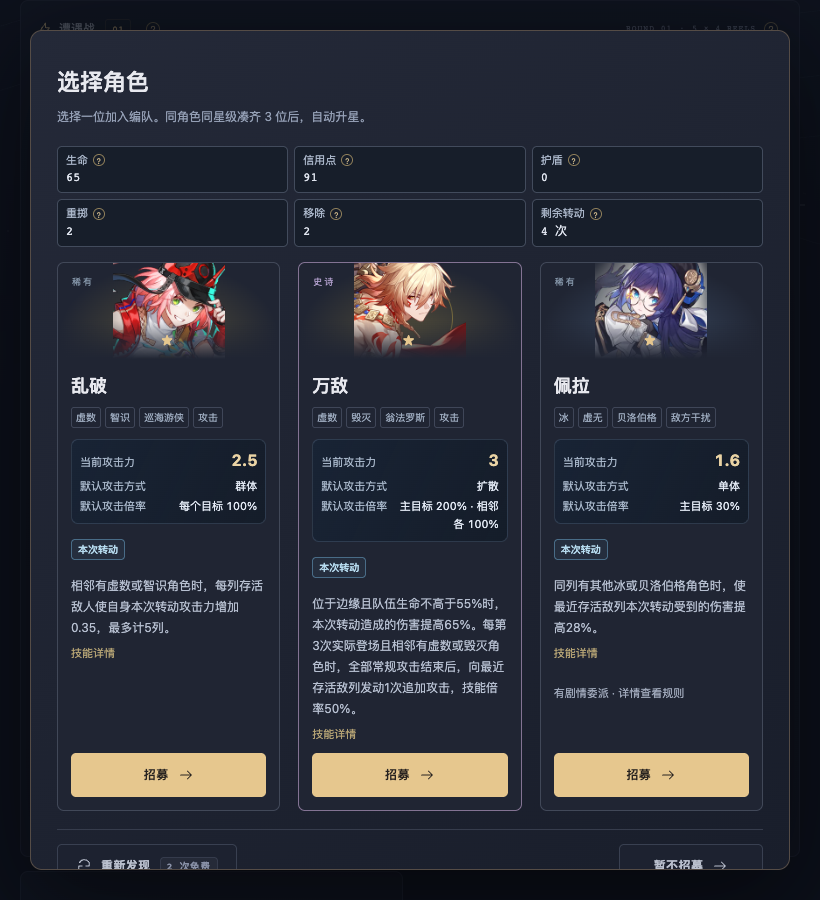 遭遇战 01 ?
选择角色
选择一位加入编队。同角色同星级凑齐 3 位后，自动升星。
生命 ?
65
信用点 ?
91
护盾 ?
0
重掷 ?
2
移除 ?
2
剩余转动 ?
4 次
稀有
乱破
虚数 智识 巡海游侠 攻击
当前攻击力 2.5
默认攻击方式 群体
默认攻击倍率 每个目标 100%
本次转动
相邻有虚数或智识角色时，每列存活
敌人使自身本次转动攻击力增加
0.35，最多计5列。
技能详情
招募 →
史诗
万敌
虚数 毁灭 翁法罗斯 攻击
当前攻击力 3
默认攻击方式 扩散
默认攻击倍率 主目标 200% · 相邻
各 100%
本次转动
位于边缘且队伍生命不高于55%时，
本次转动造成的伤害提高65%。每第
3次实际登场且相邻有虚数或毁灭角
色时，全部常规攻击结束后，向最近
存活敌列发动1次追加攻击，技能倍
率50%。
技能详情
招募 →
稀有
佩拉
冰 虚无 贝洛伯格 敌方干扰
当前攻击力 1.6
默认攻击方式 单体
默认攻击倍率 主目标 30%
本次转动
同列有其他冰或贝洛伯格角色时，使
最近存活敌列本次转动受到的伤害提
高28%。
技能详情
有剧情委派 · 详情查看规则
招募 →
重新发现 2 次免费
暂不招募 →